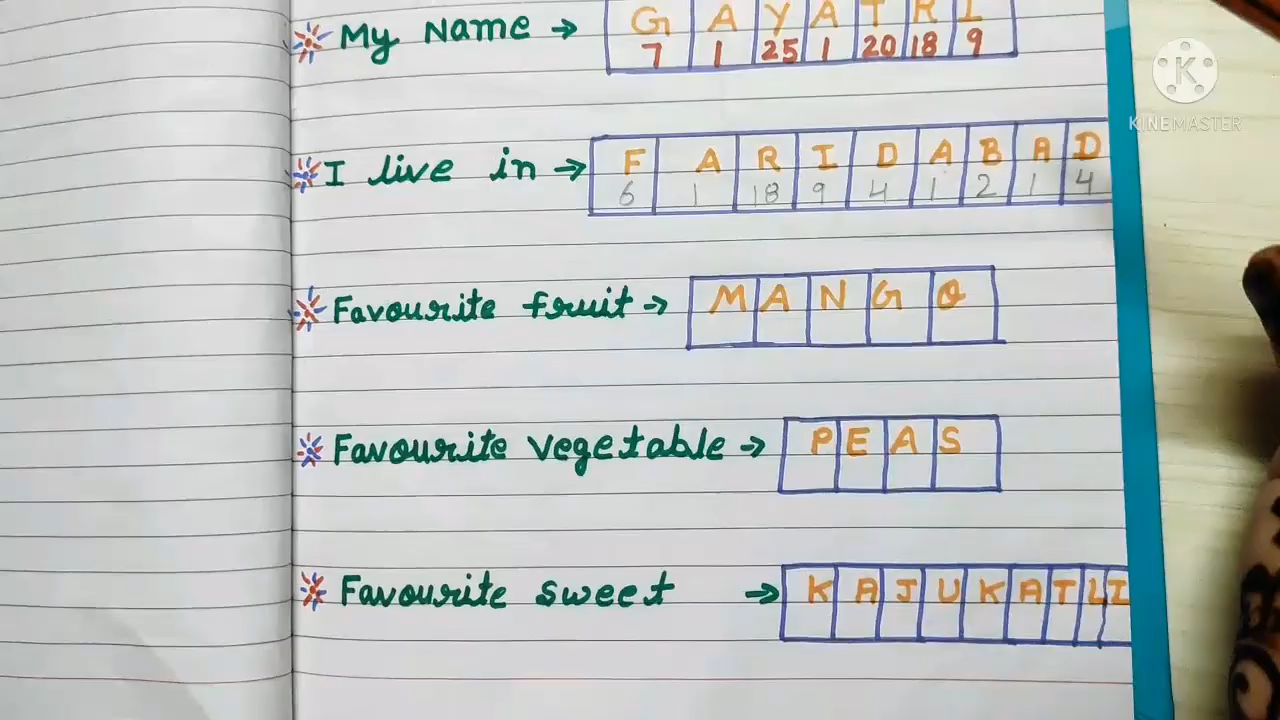 My Name → G A Y A T R I
7 1 25 1 20 18 9
K
KINEMASTER
I live in → F A R I D A B A D
6 1 18 9 4 1 2 1 4
Favourite fruit → M A N G O
Favourite vegetable → P E A S
Favourite sweet → K A J U K A T L I